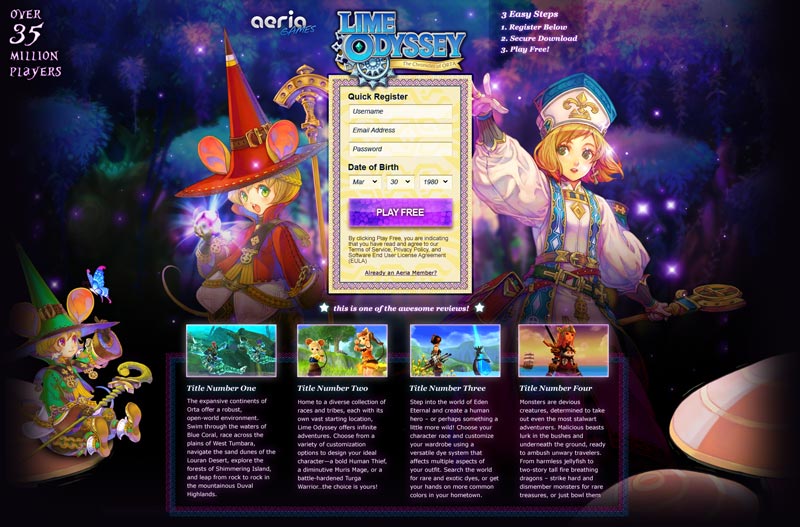 OVER
35
MILLION
PLAYERS
aeria
GAMES
LIME
ODYSSEY
The Chronicles of ORTA
3 Easy Steps
1. Register Below
2. Secure Download
3. Play Free!
Quick Register
Username
Email Address
Password
Date of Birth
Mar 30 1980
PLAY FREE
By clicking Play Free, you are indicating
that you have read and agree to our
Terms of Service, Privacy Policy, and
Software End User License Agreement
(EULA)
Already an Aeria Member?
this is one of the awesome reviews!
Title Number One
The expansive continents of
Orta offer a robust,
open-world environment.
Swim through the waters of
Blue Coral, race across the
plains of West Tumbara,
navigate the sand dunes of the
Louran Desert, explore the
forests of Shimmering Island,
and leap from rock to rock in
the mountainous Duval
Highlands.
Title Number Two
Home to a diverse collection of
races and tribes, each with its
own vast starting location,
Lime Odyssey offers infinite
adventures. Choose from a
variety of customization
options to design your ideal
character—a bold Human Thief,
a diminutive Muris Mage, or a
battle-hardened Turga
Warrior...the choice is yours!
Title Number Three
Step into the world of Eden
Eternal and create a human
hero – or perhaps something a
little more wild! Choose your
character race and customize
your wardrobe using a
versatile dye system that
affects multiple aspects of
your outfit. Search the world
for rare and exotic dyes, or get
your hands on more common
colors in your hometown.
Title Number Four
Monsters are devious
creatures, determined to take
out even the most stalwart
adventurers. Malicious beasts
lurk in the bushes and
underneath the ground, ready
to ambush unwary travelers.
From harmless jellyfish to
two-story tall fire breathing
dragons – strike hard and
dismember monsters for rare
treasures, or just bowl them